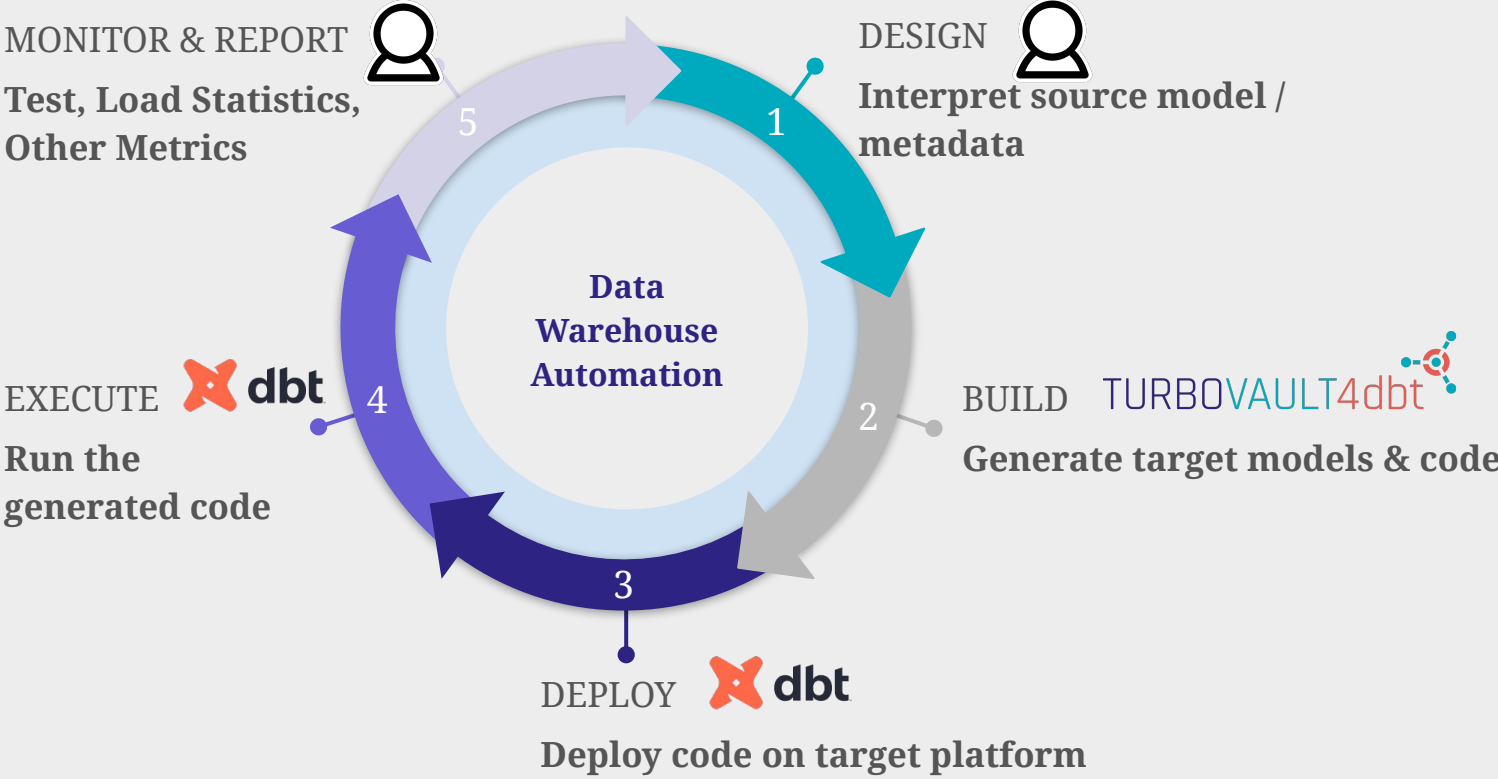 MONITOR & REPORT
Test, Load Statistics,
Other Metrics
DESIGN
Interpret source model /
metadata
5
1
Data
Warehouse
Automation
EXECUTE dbt
Run the
generated code
4
2
BUILD TURBOVAULT4dbt
Generate target models & code
3
DEPLOY dbt
Deploy code on target platform